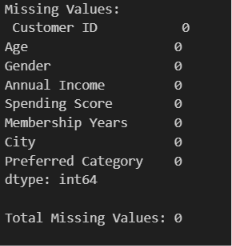 Missing Values:
Customer ID 0
Age 0
Gender 0
Annual Income 0
Spending Score 0
Membership Years 0
City 0
Preferred Category 0
dtype: int64
Total Missing Values: 0